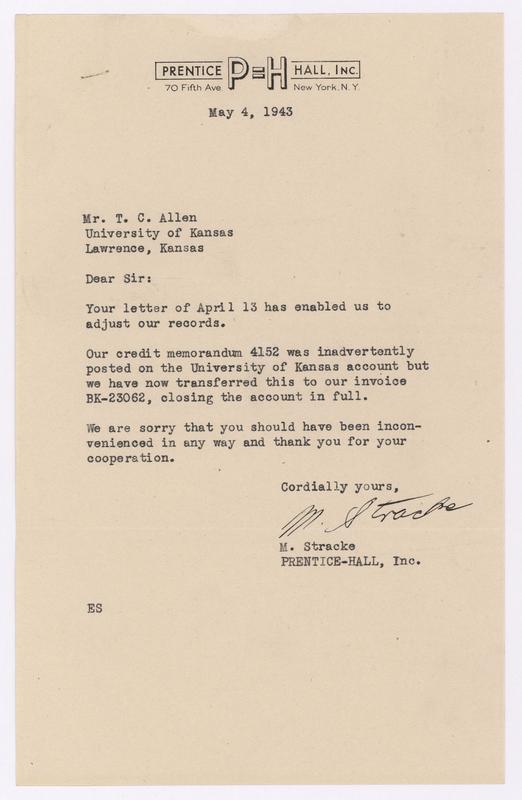 PRENTICE P=H HALL, INC.
70 Fifth Ave. New York, N. Y.
May 4, 1943
Mr. T. C. Allen
University of Kansas
Lawrence, Kansas
Dear Sir:
Your letter of April 13 has enabled us to
adjust our records.
Our credit memorandum 4152 was inadvertently
posted on the University of Kansas account but
we have now transferred this to our invoice
BK-23062, closing the account in full.
We are sorry that you should have been incon-
venienced in any way and thank you for your
cooperation.
Cordially yours,
M. Stracke
M. Stracke
PRENTICE-HALL, Inc.
ES